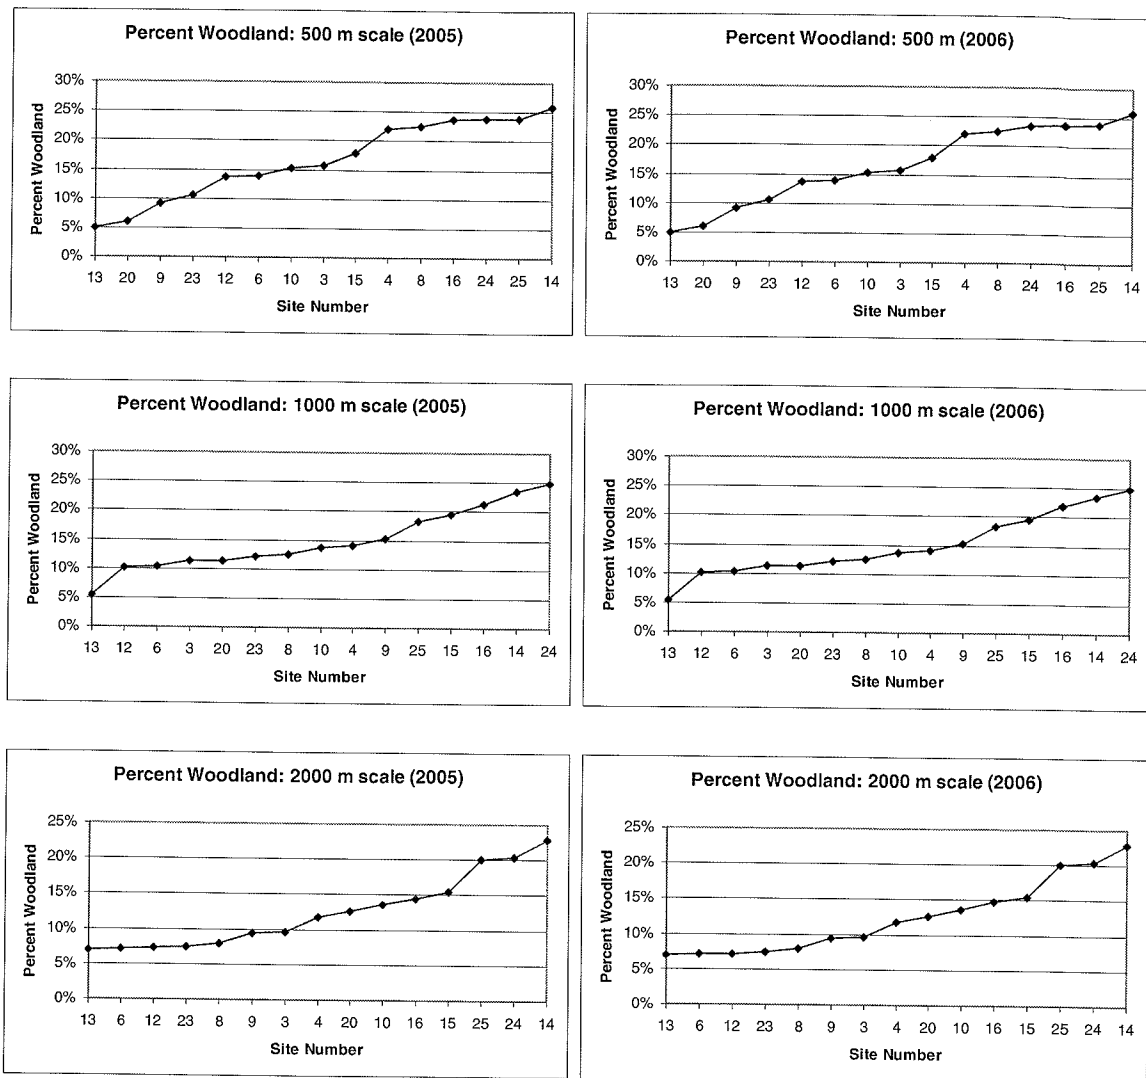 Percent Woodland: 500 m scale (2005)
30%
25%
20%
15%
10%
5%
0%
Percent Woodland
13 20 9 23 12 6 10 3 15 4 8 16 24 25 14
Site Number
Percent Woodland: 500 m (2006)
30%
25%
20%
15%
10%
5%
0%
Percent Woodland
13 20 9 23 12 6 10 3 15 4 8 24 16 25 14
Site Number
Percent Woodland: 1000 m scale (2005)
30%
25%
20%
15%
10%
5%
0%
Percent Woodland
13 12 6 3 20 23 8 10 4 9 25 15 16 14 24
Site Number
Percent Woodland: 1000 m scale (2006)
30%
25%
20%
15%
10%
5%
0%
Percent Woodland
13 12 6 3 20 23 8 10 4 9 25 15 16 14 24
Site Number
Percent Woodland: 2000 m scale (2005)
25%
20%
15%
10%
5%
0%
Percent Woodland
13 6 12 23 8 9 3 4 20 10 16 15 25 24 14
Site Number
Percent Woodland: 2000 m scale (2006)
25%
20%
15%
10%
5%
0%
Percent Woodland
13 6 12 23 8 9 3 4 20 10 16 15 25 24 14
Site Number